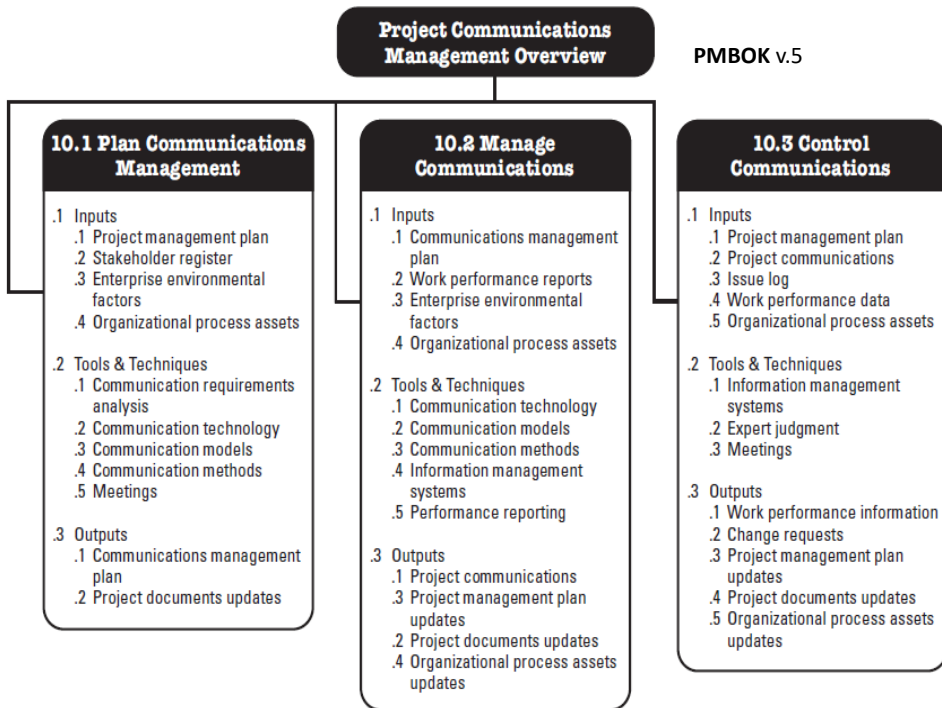 Project Communications
Management Overview
PMBOK v.5
10.1 Plan Communications
Management
.1 Inputs
.1 Project management plan
.2 Stakeholder register
.3 Enterprise environmental
factors
.4 Organizational process assets
.2 Tools & Techniques
.1 Communication requirements
analysis
.2 Communication technology
.3 Communication models
.4 Communication methods
.5 Meetings
.3 Outputs
.1 Communications management
plan
.2 Project documents updates
10.2 Manage
Communications
.1 Inputs
.1 Communications management
plan
.2 Work performance reports
.3 Enterprise environmental
factors
.4 Organizational process assets
.2 Tools & Techniques
.1 Communication technology
.2 Communication models
.3 Communication methods
.4 Information management
systems
.5 Performance reporting
.3 Outputs
.1 Project communications
.3 Project management plan
updates
.2 Project documents updates
.4 Organizational process assets
updates
10.3 Control
Communications
.1 Inputs
.1 Project management plan
.2 Project communications
.3 Issue log
.4 Work performance data
.5 Organizational process assets
.2 Tools & Techniques
.1 Information management
systems
.2 Expert judgment
.3 Meetings
.3 Outputs
.1 Work performance information
.2 Change requests
.3 Project management plan
updates
.4 Project documents updates
.5 Organizational process assets
updates